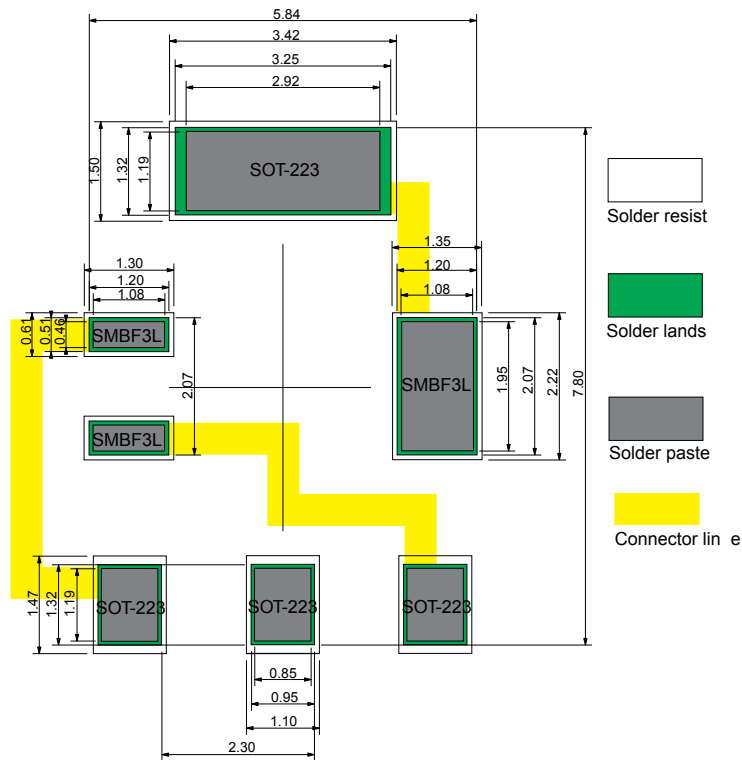 5.84
3.42
3.25
2.92
1.50
1.32
1.19
SOT-223
Solder resist
1.30
1.20
1.08
1.35
1.20
1.08
Solder lands
0.61
0.51
0.46
SMBF3L
2.07
SMBF3L
1.95
2.07
2.22
7.80
SMBF3L
Solder paste
Connector lin e
1.47
1.32
1.19
SOT-223
SOT-223
SOT-223
0.85
0.95
1.10
2.30